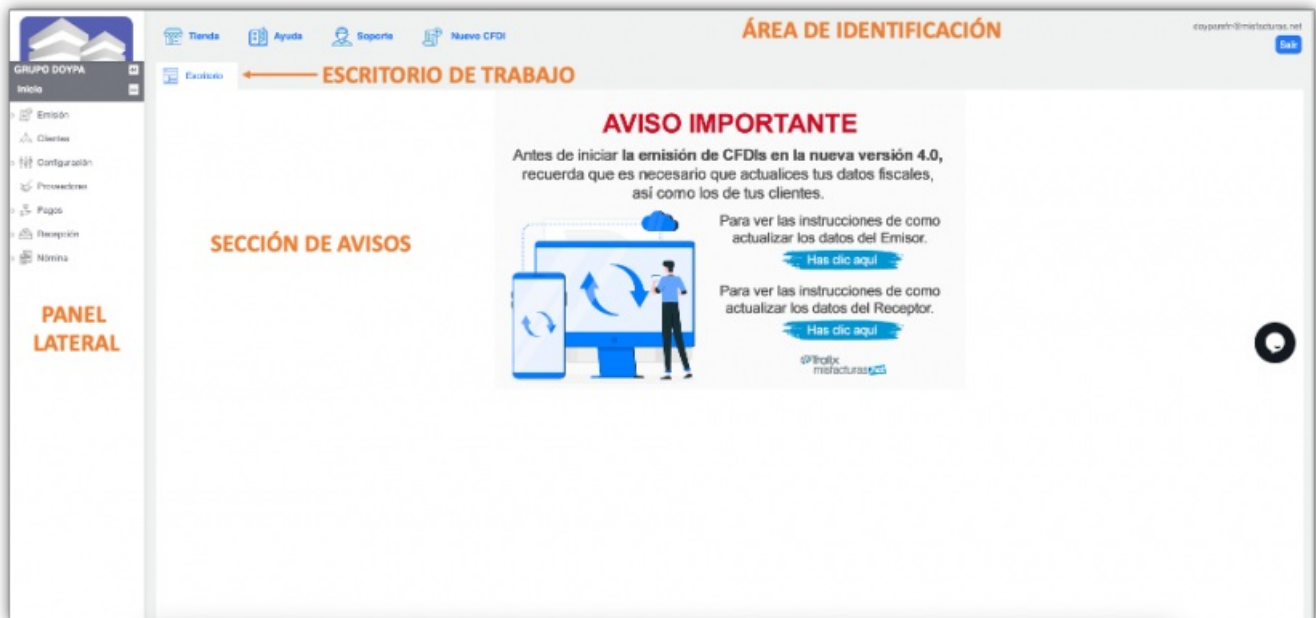 ÁREA DE IDENTIFICACIÓN
Tienda
Ayuda
Soporte
Nuevo CFDI
Salir
GRUPO DOYPA
Inicio
Escritorio
ESCRITORIO DE TRABAJO
Emisión
Clientes
Configuración
Proveedores
Pagos
Recepción
Nómina
PANEL
LATERAL
SECCIÓN DE AVISOS
AVISO IMPORTANTE
Antes de iniciar la emisión de CFDIs en la nueva versión 4.0,
recuerda que es necesario que actualices tus datos fiscales,
así como los de tus clientes.
Para ver las instrucciones de como
actualizar los datos del Emisor.
Has clic aquí
Para ver las instrucciones de como
actualizar los datos del Receptor.
Has clic aquí
misfacturas.net